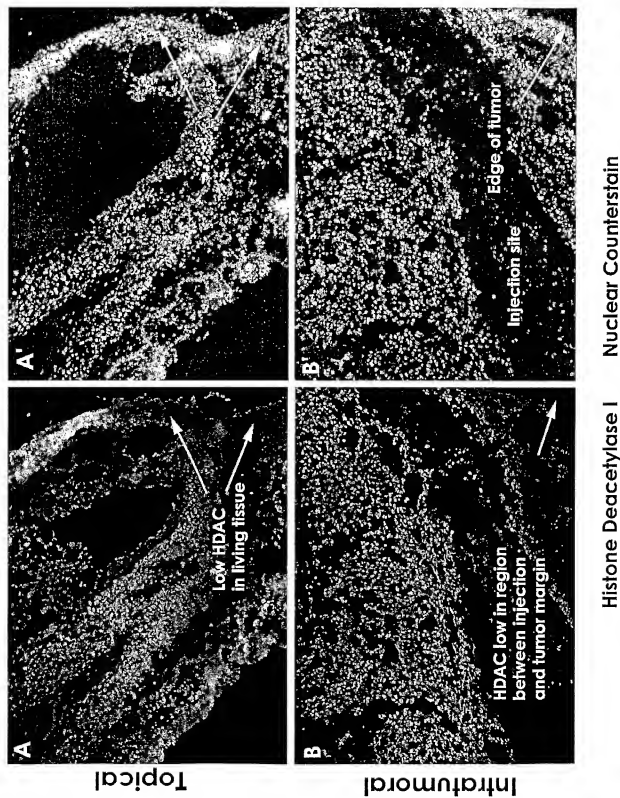 Topical
A
Low HDAC
in living tissue
A'
Intratumoral
B
HDAC low in region
between injection
and tumor margin
B'
Injection site
Edge of tumor
Histone Deacetylase I
Nuclear Counterstain